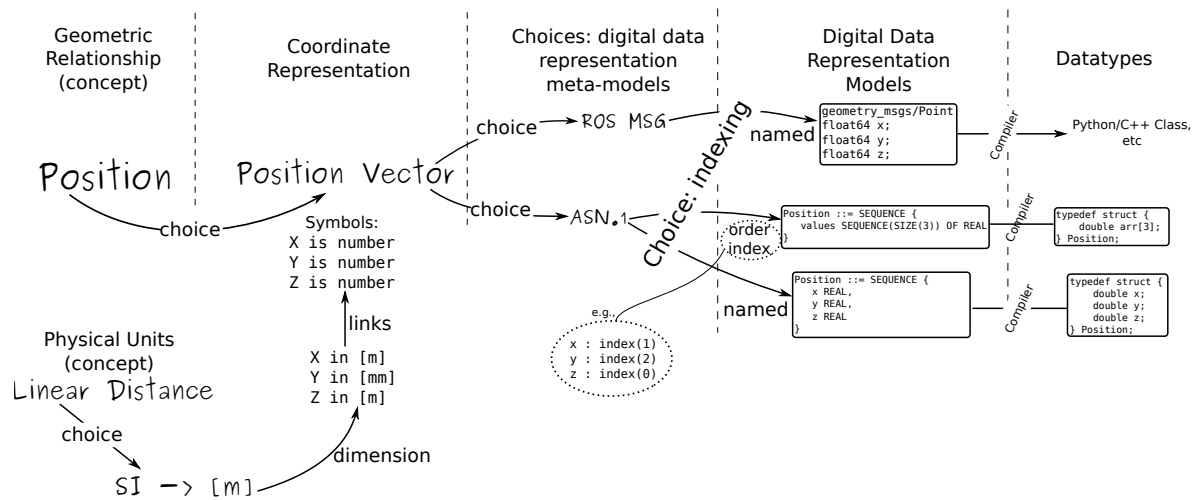 Geometric
Relationship
(concept)
Coordinate
Representation
Choices: digital data
representation
meta-models
Digital Data
Representation
Models
Datatypes
Position
choice
Position Vector
Symbols:
X is number
Y is number
Z is number
links
X in [m]
Y in [mm]
Z in [m]
dimension
Physical Units
(concept)
Linear Distance
choice
SI -> [m]
choice
ROS MSG
choice
ASN.1
Choice: indexing
named
geometry_msgs/Point
float64 x;
float64 y;
float64 z;
Compiler
Python/C++ Class,
etc
order
index
Position ::= SEQUENCE {
values SEQUENCE(SIZE(3)) OF REAL
}
Compiler
typedef struct {
double arr[3];
} Position;
named
Position ::= SEQUENCE {
x REAL,
y REAL,
z REAL
}
Compiler
typedef struct {
double x;
double y;
double z;
} Position;
e.g.,
x : index(1)
y : index(2)
z : index(0)